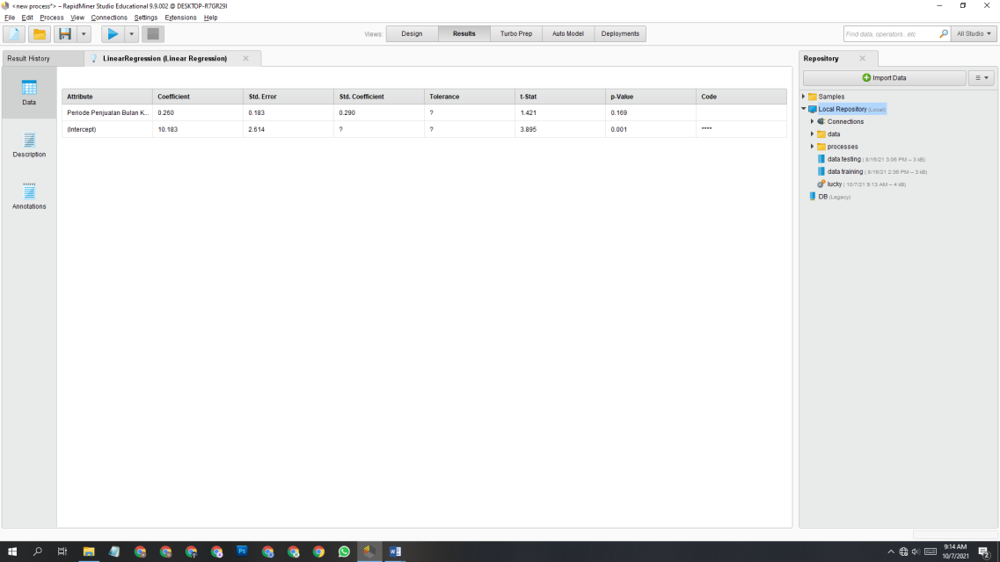 <new process*> – RapidMiner Studio Educational 9.9.002 @ DESKTOP-R7GR29I
File Edit Process View Connections Settings Extensions Help
Views: Design Results Turbo Prep Auto Model Deployments Find data, operators...etc All Studio
Result History LinearRegression (Linear Regression)
Data
Description
Annotations
Attribute Coefficient Std. Error Std. Coefficient Tolerance t-Stat p-Value Code
Periode Penjualan Bulan K... 0.260 0.183 0.290 ? 1.421 0.169
(Intercept) 10.183 2.614 ? ? 3.895 0.001 ****
Repository
Import Data
Samples
Local Repository (Local)
Connections
data
processes
data testing ( 8/16/21 3:06 PM – 3 kB)
data training ( 8/16/21 2:36 PM – 3 kB)
lucky ( 10/7/21 9:13 AM – 4 kB)
DB (Legacy)
Ps
W
9:14 AM
10/7/2021
2